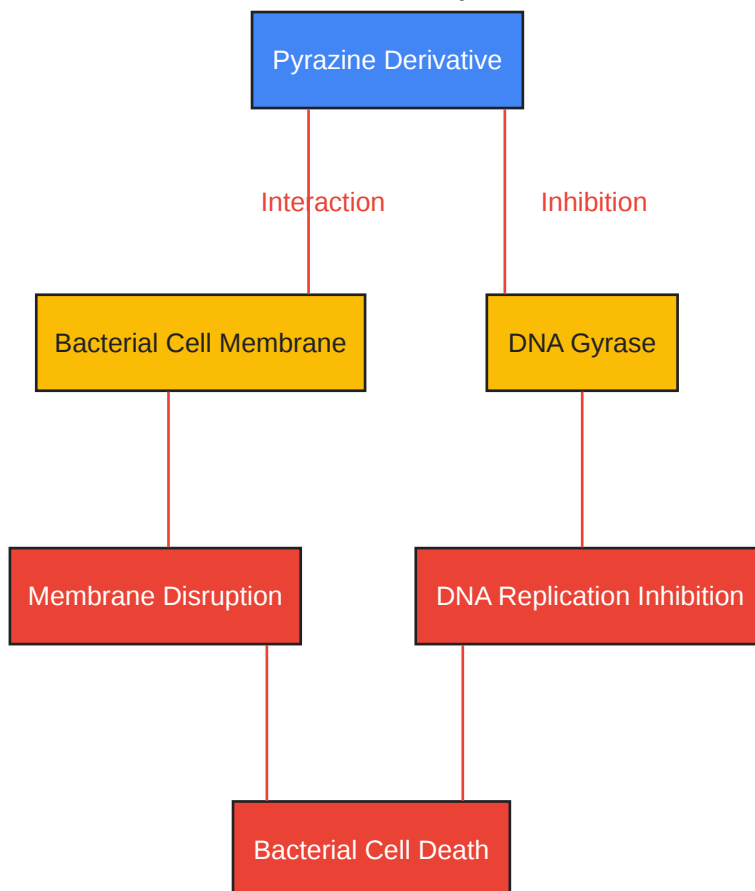 Pyrazine Derivative
Interaction
Inhibition
Bacterial Cell Membrane
DNA Gyrase
Membrane Disruption
DNA Replication Inhibition
Bacterial Cell Death